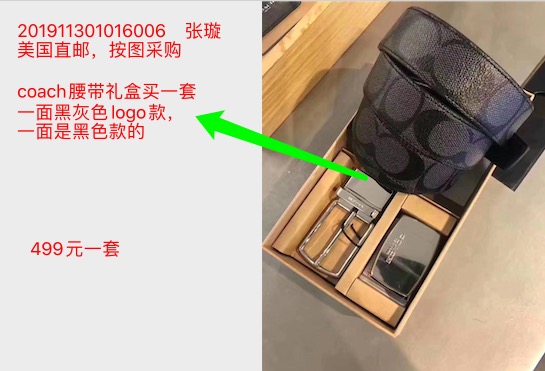 201911301016006 张璇
美国直邮，按图采购
coach腰带礼盒买一套
一面黑灰色logo款，
一面是黑色款的
499元一套